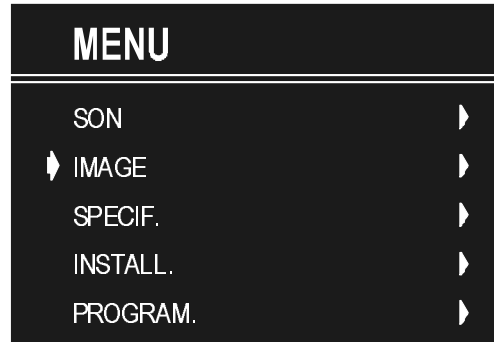 MENU
SON
IMAGE
SPECIF.
INSTALL.
PROGRAM.